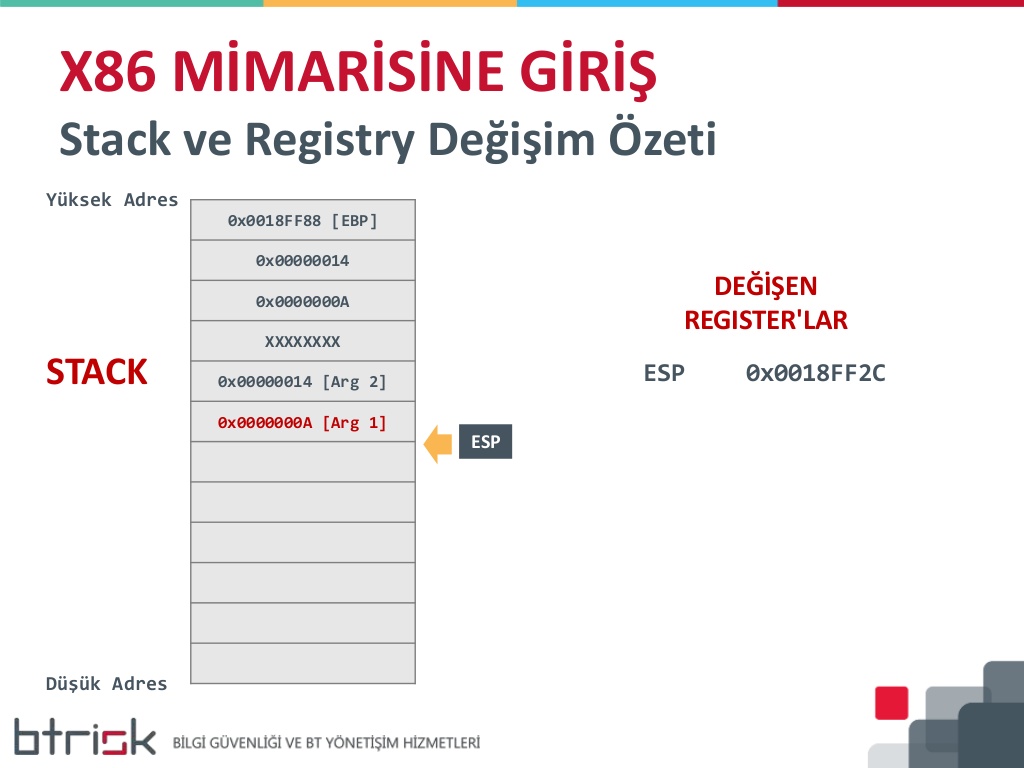 X86 MİMARİSİNE GİRİŞ
Stack ve Registry Değişim Özeti
Yüksek Adres
0x0018FF88 [EBP]
0x00000014
0x0000000A
XXXXXXXX
STACK
0x00000014 [Arg 2]
0x0000000A [Arg 1]
ESP
DEĞİŞEN
REGISTER'LAR
ESP 0x0018FF2C
Düşük Adres
btrisk BİLGİ GÜVENLİĞİ VE BT YÖNETİŞİM HİZMETLERİ